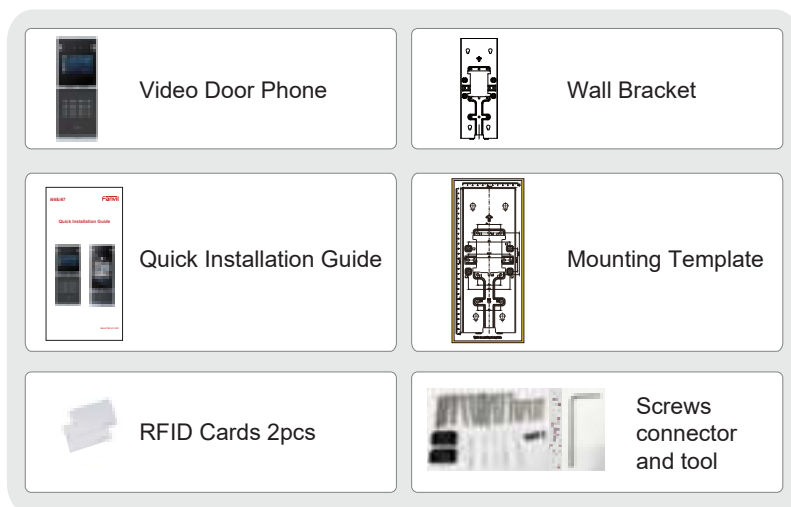 Video Door Phone
Wall Bracket
Fanvil
Quick Installation Guide
Quick Installation Guide
Mounting Template
RFID Cards 2pcs
Screws
connector
and tool